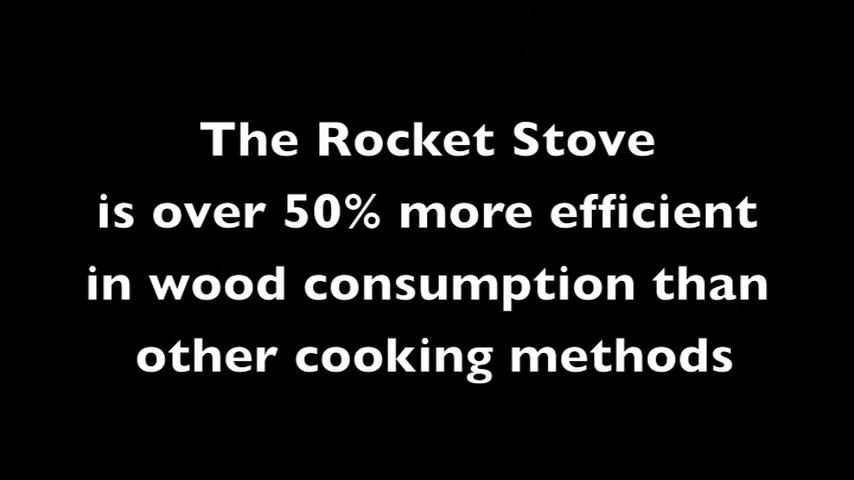 The Rocket Stove
is over 50% more efficient
in wood consumption than
other cooking methods